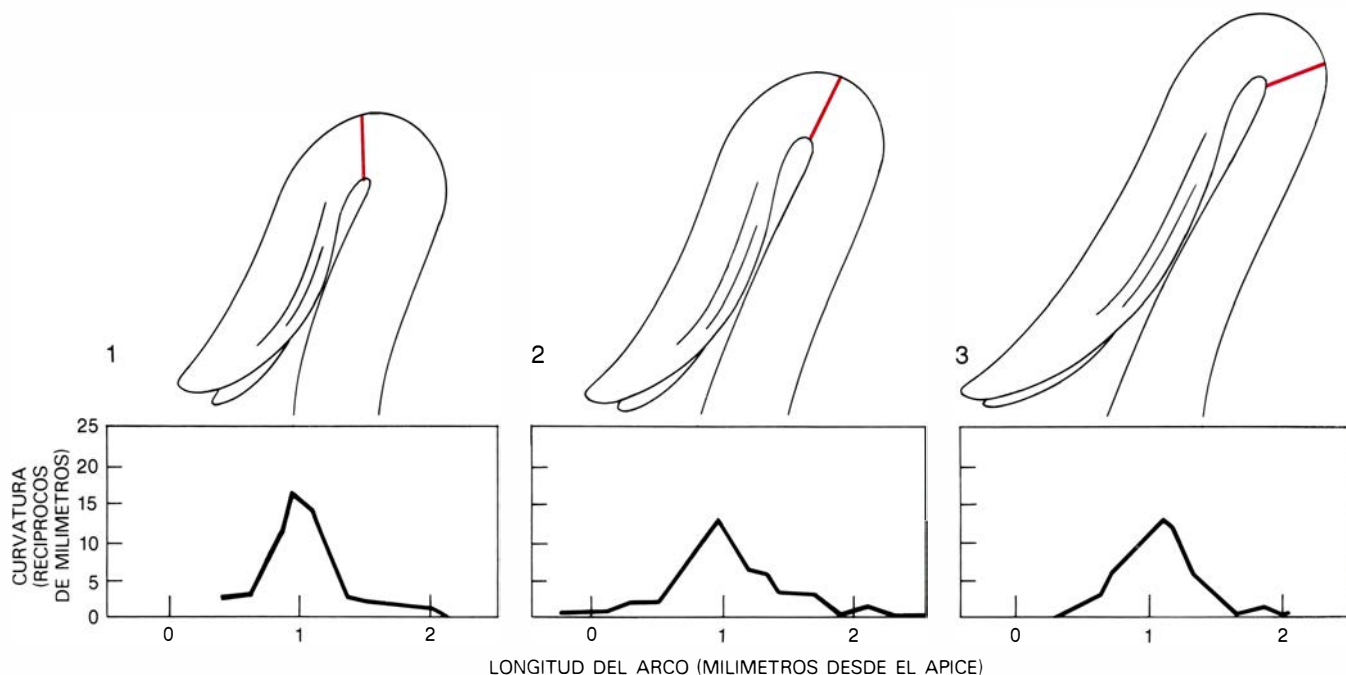 1
2
3
CURVATURA
(RECIPROCOS
DE MILIMETROS)
25
20
15
10
5
0
0 1 2
0 1 2
0 1 2
LONGITUD DEL ARCO (MILIMETROS DESDE EL APICE)